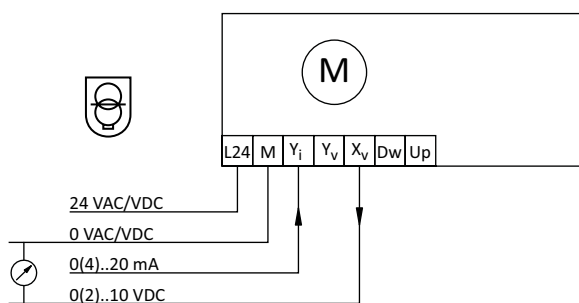 M
L24 M Yi Yv Xv Dw Up
24 VAC/VDC
0 VAC/VDC
0(4)..20 mA
0(2)..10 VDC